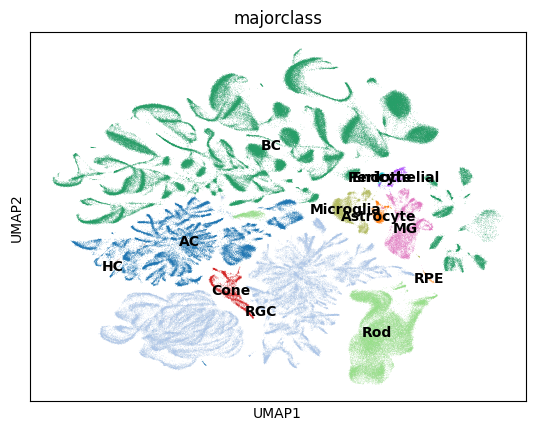 majorclass
BC
Endothelial
Microglia
Astrocyte
MG
AC
HC
RPE
Cone
RGC
Rod
UMAP2
UMAP1